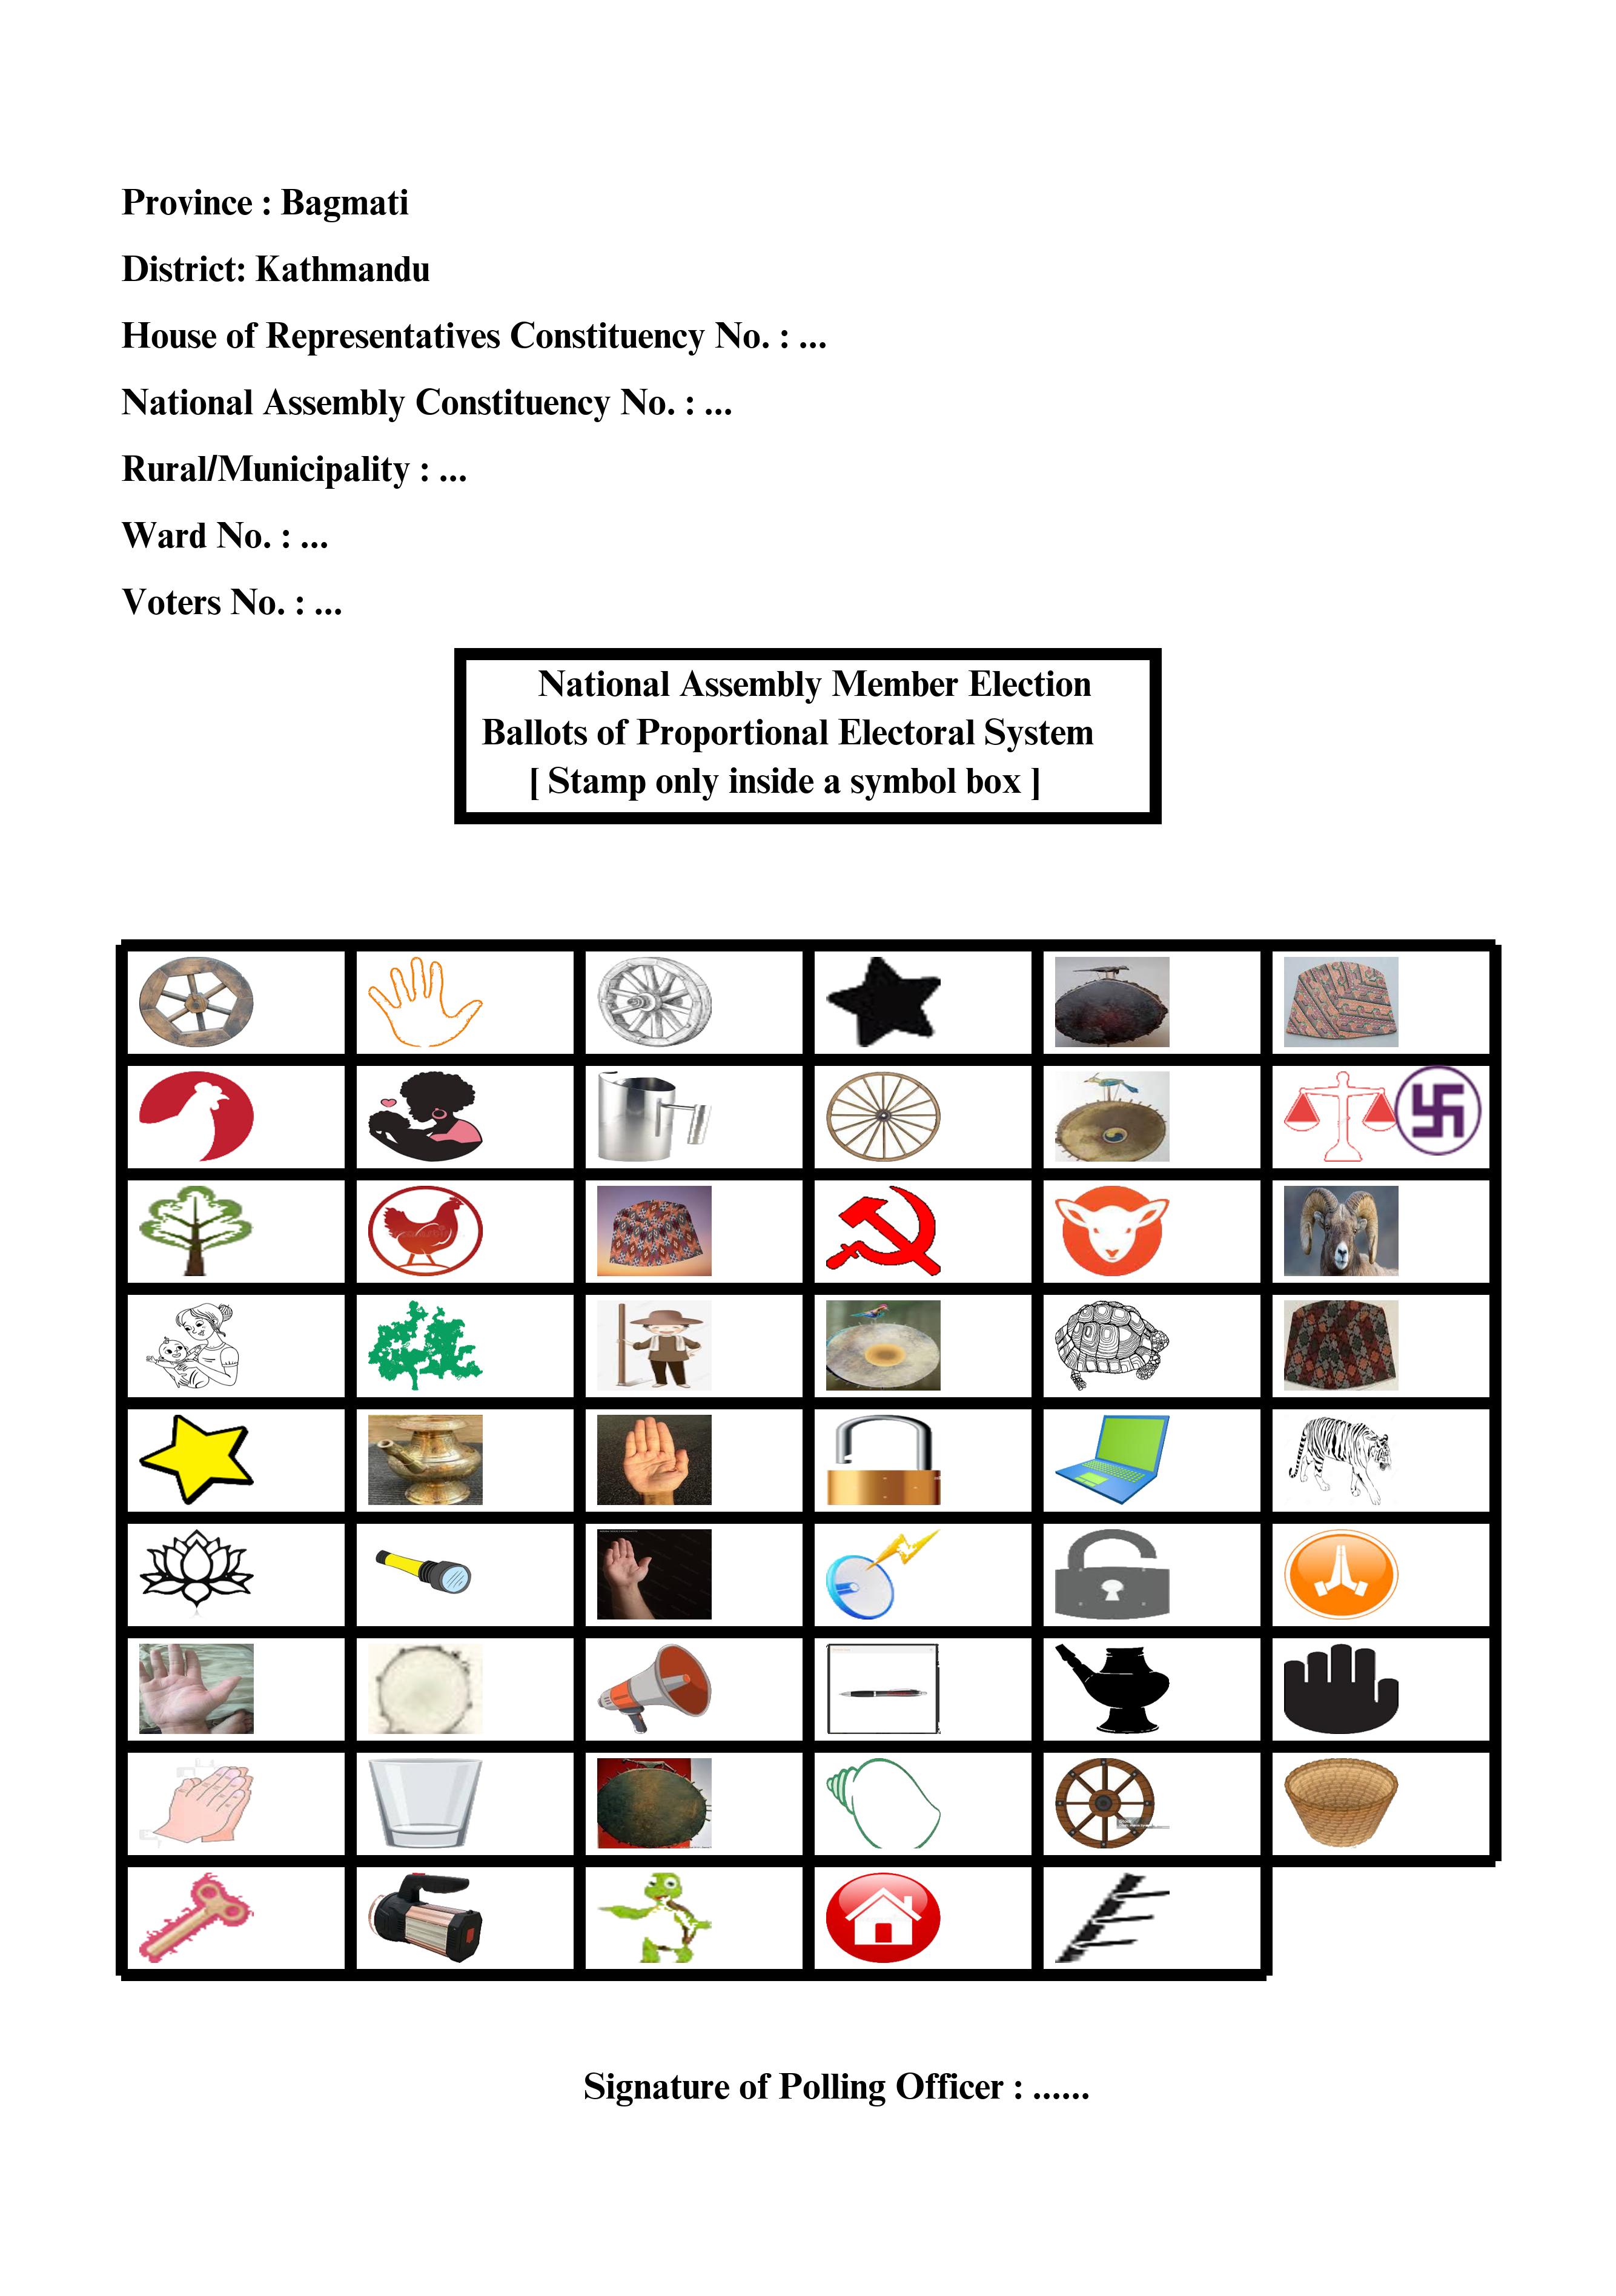 Province : Bagmati
District: Kathmandu
House of Representatives Constituency No. : ...
National Assembly Constituency No. : ...
Rural/Municipality : ...
Ward No. : ...
Voters No. : ...
National Assembly Member Election
Ballots of Proportional Electoral System
[ Stamp only inside a symbol box ]
Signature of Polling Officer : ......